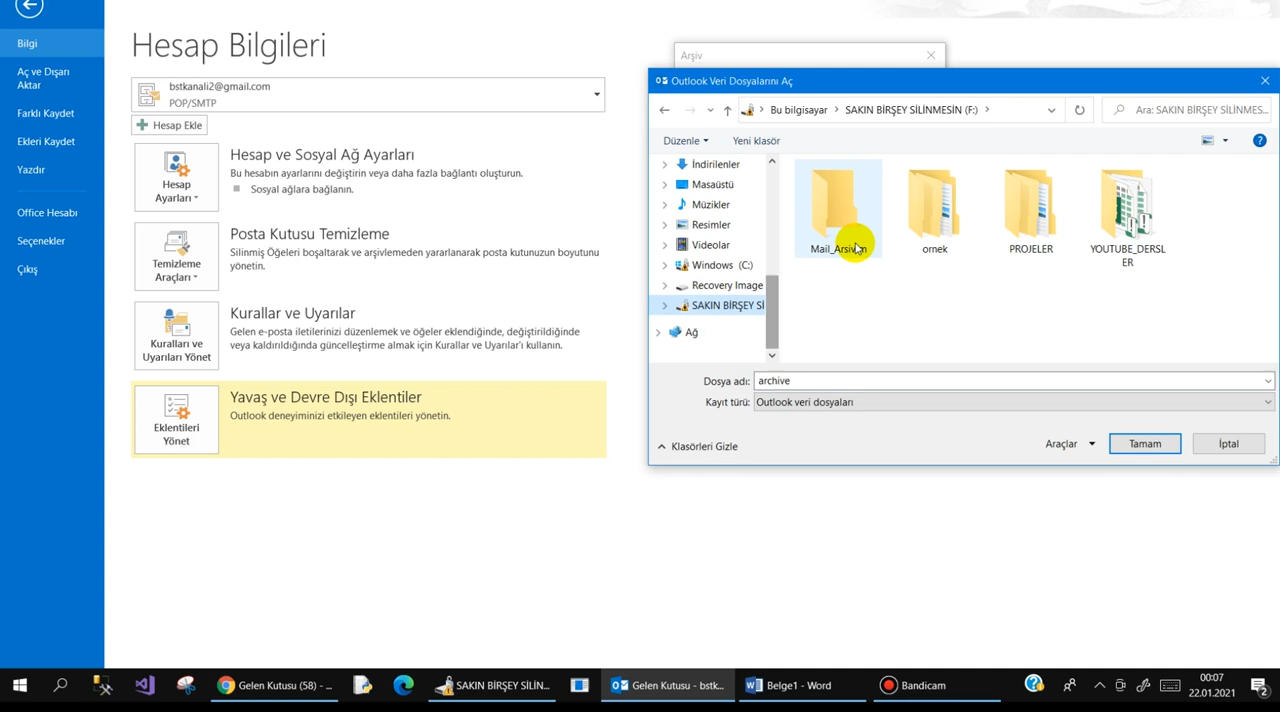 Bilgi
Aç ve Dışarı
Aktar
Farklı Kaydet
Ekleri Kaydet
Yazdır
Office Hesabı
Seçenekler
Çıkış
Hesap Bilgileri
bstkanali2@gmail.com
POP/SMTP
Hesap Ekle
Hesap
Ayarları
Hesap ve Sosyal Ağ Ayarları
Bu hesabın ayarlarını değiştirin veya daha fazla bağlantı oluşturun.
Sosyal ağlara bağlanın.
Temizleme
Araçları
Posta Kutusu Temizleme
Silinmiş Öğeleri boşaltarak ve arşivlemeden yararlanarak posta kutunuzun boyutunu
yönetin.
Kuralları ve
Uyarıları Yönet
Kurallar ve Uyarılar
Gelen e-posta iletilerinizi düzenlemek ve öğeler eklendiğinde, değiştirildiğinde
veya kaldırıldığında güncelleştirme almak için Kurallar ve Uyarılar'ı kullanın.
Eklentileri
Yönet
Yavaş ve Devre Dışı Eklentiler
Outlook deneyiminizi etkileyen eklentileri yönetin.
Arşiv
Outlook Veri Dosyalarını Aç
Bu bilgisayar
SAKIN BİRŞEY SİLİNMESİN (F:)
Ara: SAKIN BİRŞEY SİLİNMES...
Düzenle
Yeni klasör
İndirilenler
Masaüstü
Müzikler
Resimler
Videolar
Windows (C:)
Recovery Image
SAKIN BİRŞEY Sİ
Ağ
ornek
PROJELER
YOUTUBE_DERSL
ER
Dosya adı: archive
Kayıt türü: Outlook veri dosyaları
Klasörleri Gizle
Araçlar
Tamam
İptal
Gelen Kutusu (58) - ...
SAKIN BİRŞEY SİLİN...
Gelen Kutusu - bstk...
Belge1 - Word
Bandicam
00:07
22.01.2021
2